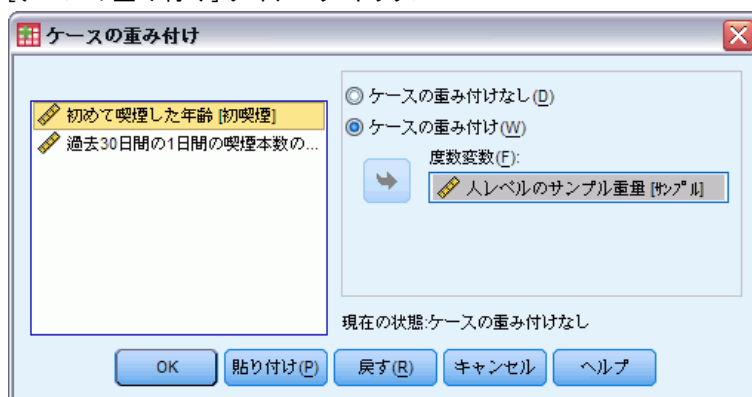 ケースの重み付け
初めて喫煙した年齢 [初喫煙]
過去30日間の1日間の喫煙本数の...
ケースの重み付けなし(D)
ケースの重み付け(W)
度数変数(F):
人レベルのサンプル重量 [ｻﾝﾌﾟﾙ]
現在の状態:ケースの重み付けなし
OK
貼り付け(P)
戻す(R)
キャンセル
ヘルプ